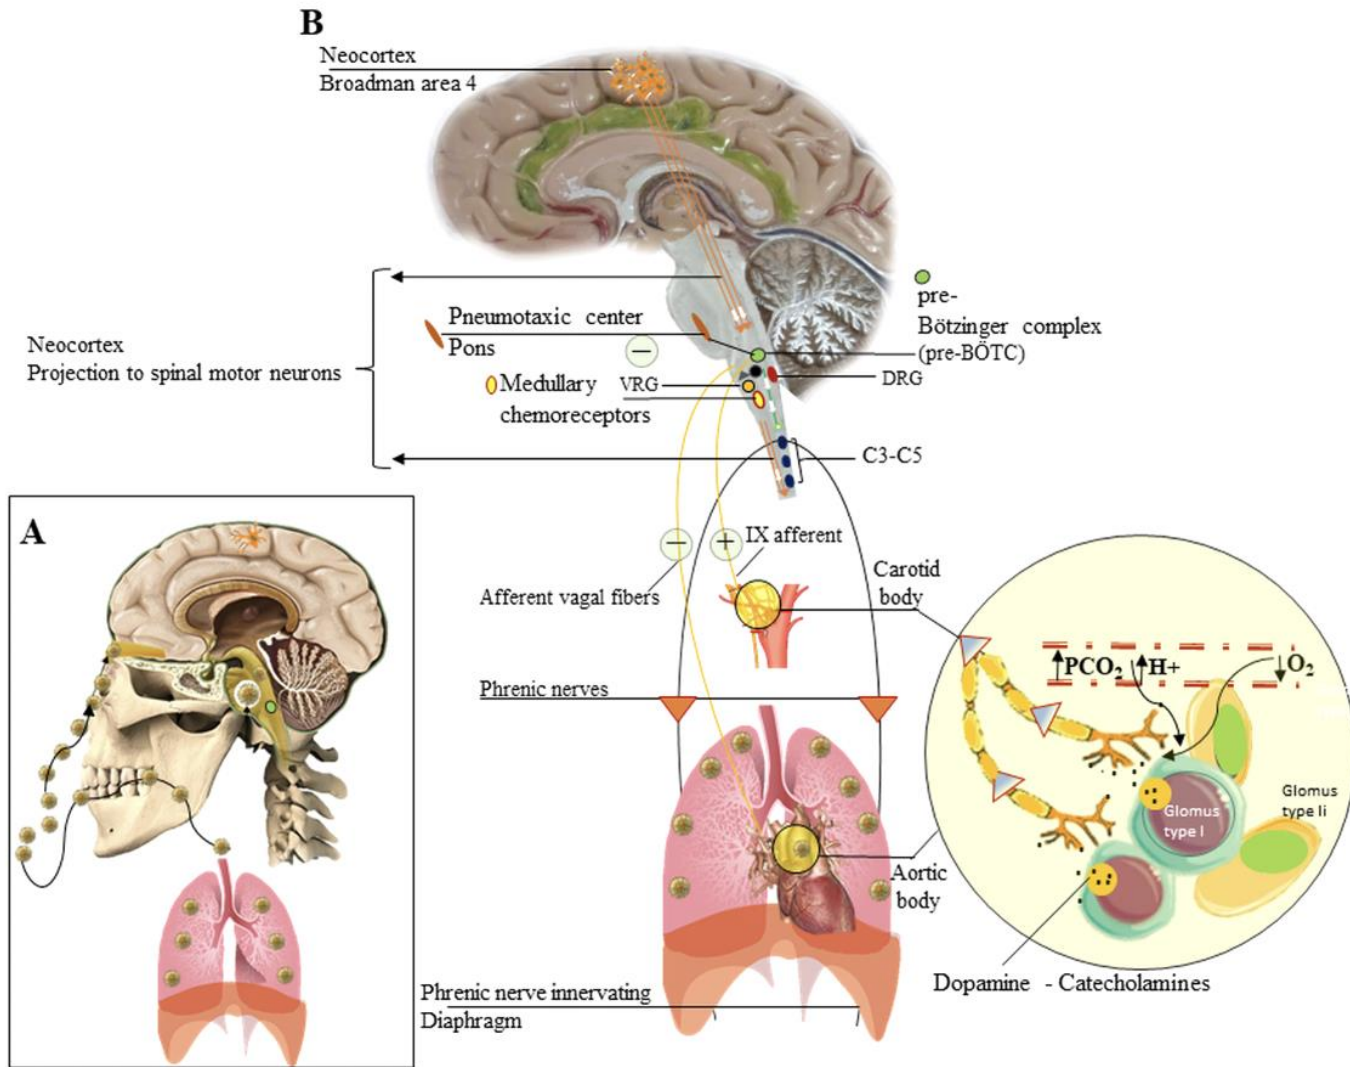 B
Neocortex
Broadman area 4
pre-
Bötzinger complex
(pre-BÖTC)
Pneumotaxic center
Pons
Neocortex
Projection to spinal motor neurons
−
Medullary
chemoreceptors
VRG
DRG
C3-C5
A
−
+
IX afferent
Afferent vagal fibers
Carotid
body
PCO2
H+
O2
Phrenic nerves
Glomus
type I
Glomus
type Ii
Aortic
body
Dopamine - Catecholamines
Phrenic nerve innervating
Diaphragm